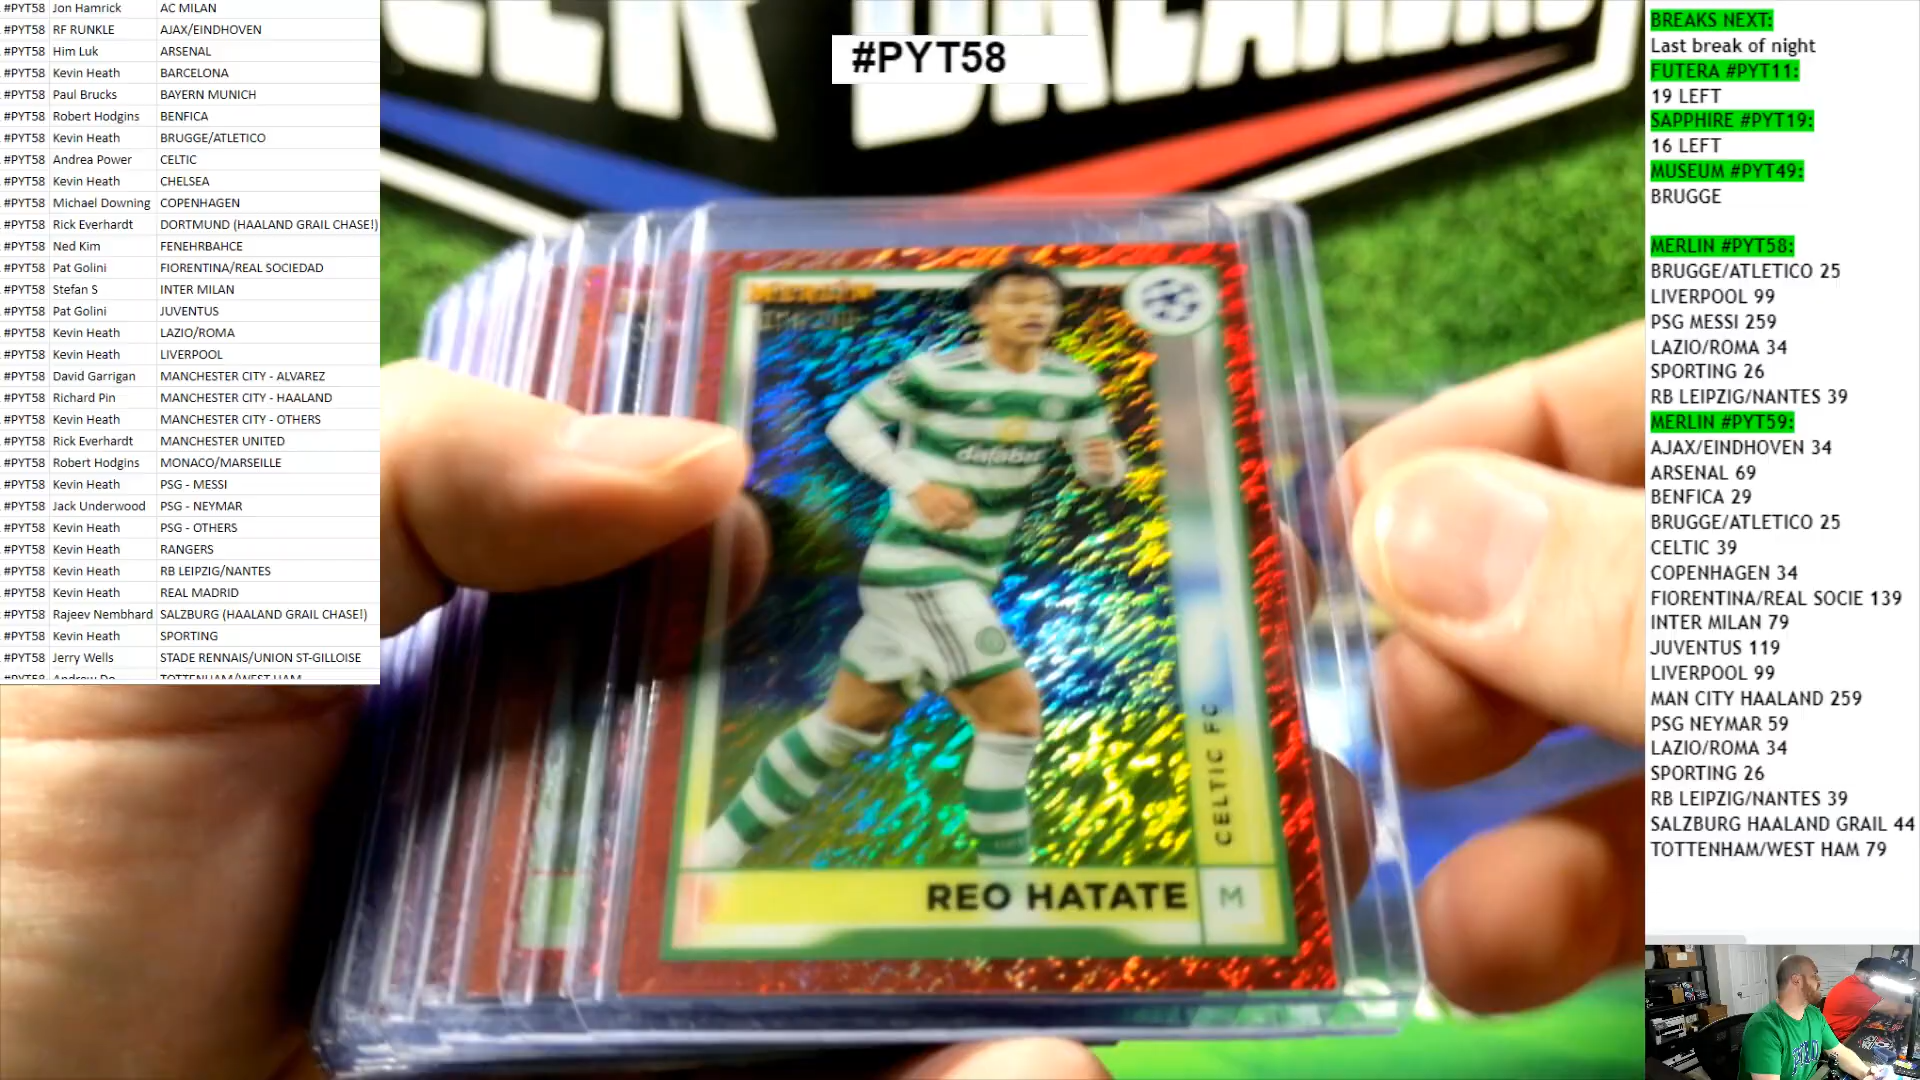 #PYT58 Jon Hamrick AC MILAN
#PYT58 RF RUNKLE AJAX/EINDHOVEN
#PYT58 Him Luk ARSENAL
#PYT58 Kevin Heath BARCELONA
#PYT58 Paul Brucks BAYERN MUNICH
#PYT58 Robert Hodgins BENFICA
#PYT58 Kevin Heath BRUGGE/ATLETICO
#PYT58 Andrea Power CELTIC
#PYT58 Kevin Heath CHELSEA
#PYT58 Michael Downing COPENHAGEN
#PYT58 Rick Everhardt DORTMUND (HAALAND GRAIL CHASE!)
#PYT58 Ned Kim FENEHRBAHCE
#PYT58 Pat Golini FIORENTINA/REAL SOCIEDAD
#PYT58 Stefan S INTER MILAN
#PYT58 Pat Golini JUVENTUS
#PYT58 Kevin Heath LAZIO/ROMA
#PYT58 Kevin Heath LIVERPOOL
#PYT58 David Garrigan MANCHESTER CITY - ALVAREZ
#PYT58 Richard Pin MANCHESTER CITY - HAALAND
#PYT58 Kevin Heath MANCHESTER CITY - OTHERS
#PYT58 Rick Everhardt MANCHESTER UNITED
#PYT58 Robert Hodgins MONACO/MARSEILLE
#PYT58 Kevin Heath PSG - MESSI
#PYT58 Jack Underwood PSG - NEYMAR
#PYT58 Kevin Heath PSG - OTHERS
#PYT58 Kevin Heath RANGERS
#PYT58 Kevin Heath RB LEIPZIG/NANTES
#PYT58 Kevin Heath REAL MADRID
#PYT58 Rajeev Nembhard SALZBURG (HAALAND GRAIL CHASE!)
#PYT58 Kevin Heath SPORTING
#PYT58 Jerry Wells STADE RENNAIS/UNION ST-GILLOISE
#PYT58 Andrew Do TOTTENHAM/WEST HAM
#PYT58
dafabet
CELTIC FC
REO HATATE M
BREAKS NEXT:
Last break of night
FUTERA #PYT11:
19 LEFT
SAPPHIRE #PYT19:
16 LEFT
MUSEUM #PYT49:
BRUGGE
MERLIN #PYT58:
BRUGGE/ATLETICO 25
LIVERPOOL 99
PSG MESSI 259
LAZIO/ROMA 34
SPORTING 26
RB LEIPZIG/NANTES 39
MERLIN #PYT59:
AJAX/EINDHOVEN 34
ARSENAL 69
BENFICA 29
BRUGGE/ATLETICO 25
CELTIC 39
COPENHAGEN 34
FIORENTINA/REAL SOCIE 139
INTER MILAN 79
JUVENTUS 119
LIVERPOOL 99
MAN CITY HAALAND 259
PSG NEYMAR 59
LAZIO/ROMA 34
SPORTING 26
RB LEIPZIG/NANTES 39
SALZBURG HAALAND GRAIL 44
TOTTENHAM/WEST HAM 79